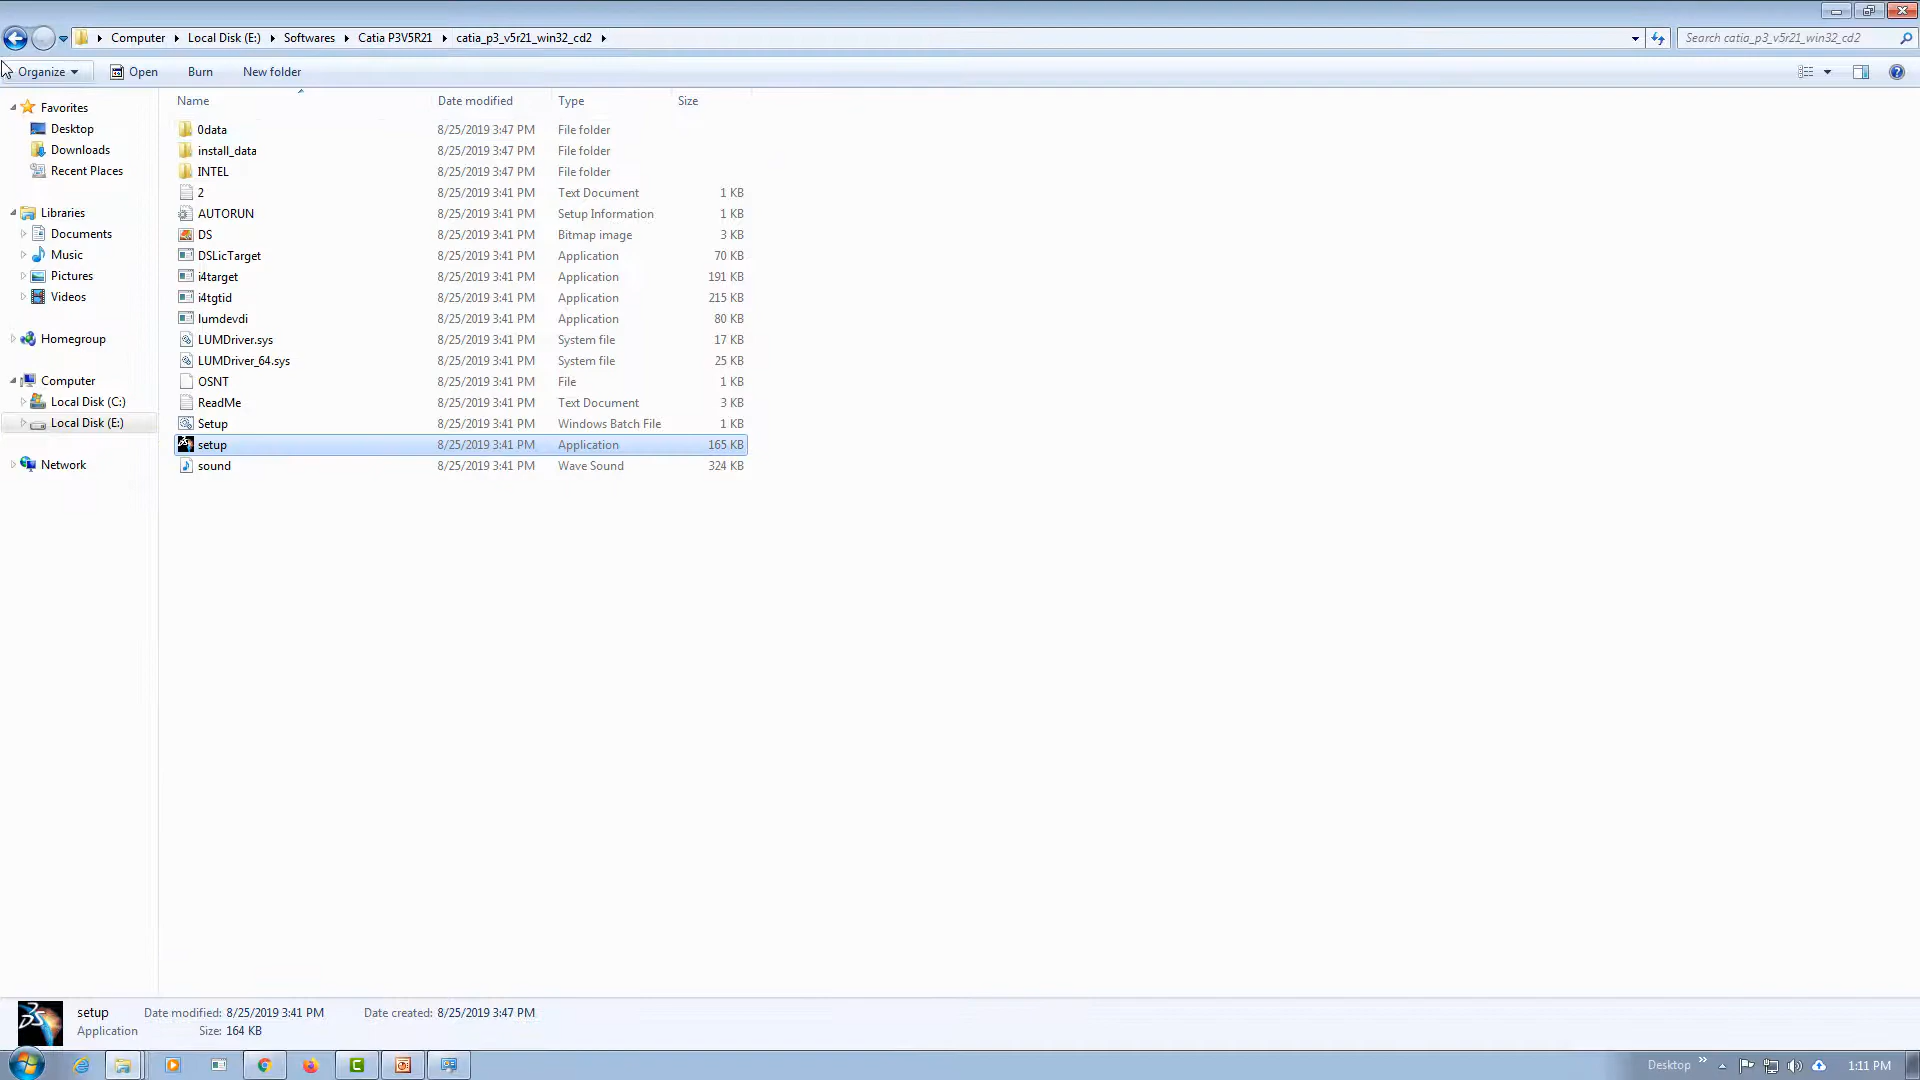 Computer Local Disk (E:) Softwares Catia P3V5R21 catia_p3_v5r21_win32_cd2 Search catia_p3_v5r21_win32_cd2
Organize Open Burn New folder
Name Date modified Type Size
Favorites
Desktop
Downloads
Recent Places
Libraries
Documents
Music
Pictures
Videos
Homegroup
Computer
Local Disk (C:)
Local Disk (E:)
Network
0data 8/25/2019 3:47 PM File folder
install_data 8/25/2019 3:47 PM File folder
INTEL 8/25/2019 3:47 PM File folder
2 8/25/2019 3:41 PM Text Document 1 KB
AUTORUN 8/25/2019 3:41 PM Setup Information 1 KB
DS 8/25/2019 3:41 PM Bitmap image 3 KB
DSLicTarget 8/25/2019 3:41 PM Application 70 KB
i4target 8/25/2019 3:41 PM Application 191 KB
i4tgtid 8/25/2019 3:41 PM Application 215 KB
lumdevdi 8/25/2019 3:41 PM Application 80 KB
LUMDriver.sys 8/25/2019 3:41 PM System file 17 KB
LUMDriver_64.sys 8/25/2019 3:41 PM System file 25 KB
OSNT 8/25/2019 3:41 PM File 1 KB
ReadMe 8/25/2019 3:41 PM Text Document 3 KB
Setup 8/25/2019 3:41 PM Windows Batch File 1 KB
setup 8/25/2019 3:41 PM Application 165 KB
sound 8/25/2019 3:41 PM Wave Sound 324 KB
setup Date modified: 8/25/2019 3:41 PM Date created: 8/25/2019 3:47 PM
Application Size: 164 KB
Desktop 1:11 PM